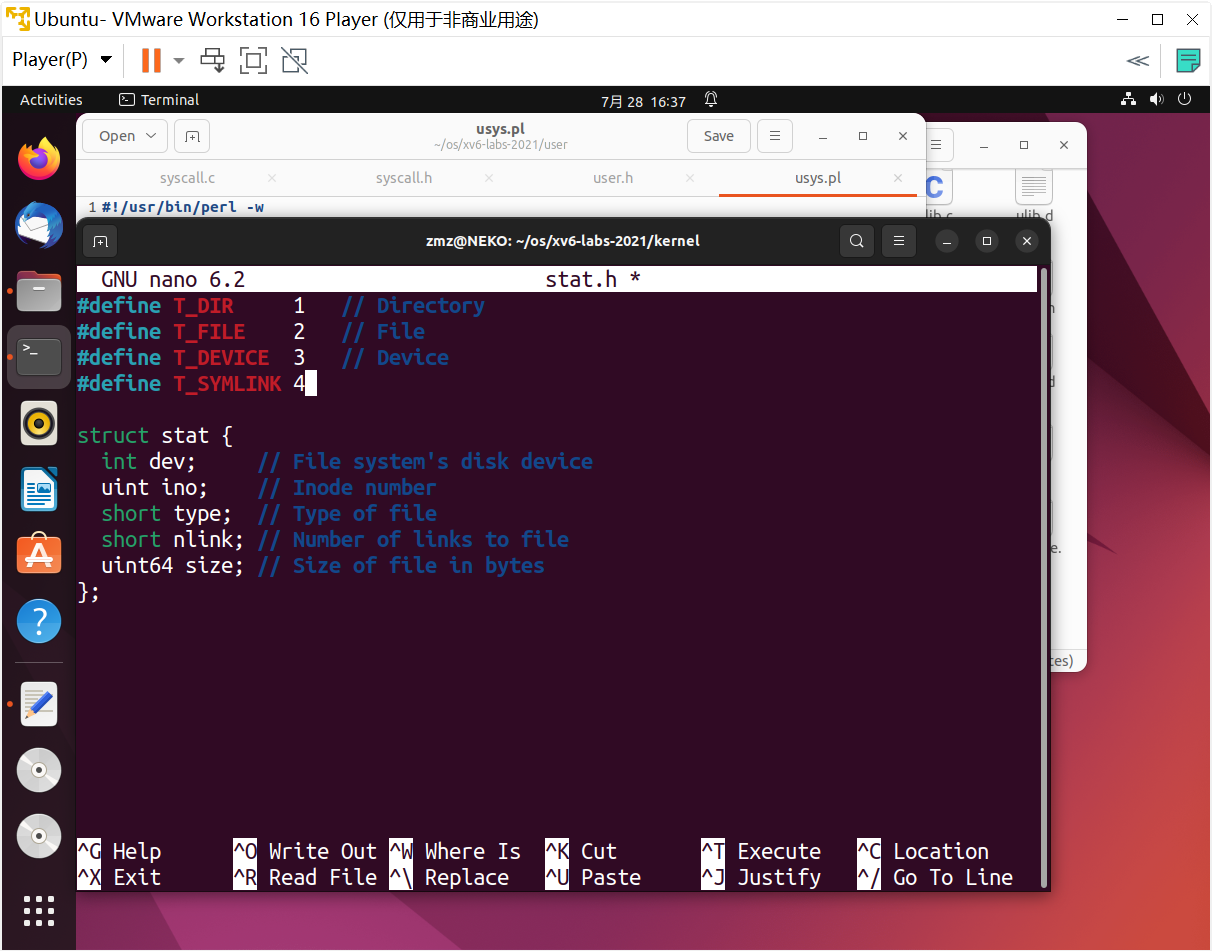 Ubuntu- VMware Workstation 16 Player (仅用于非商业用途)
Player(P)
Activities
Terminal
7月 28 16:37
Open
usys.pl
~/os/xv6-labs-2021/user
Save
syscall.c
syscall.h
user.h
usys.pl
1 #!/usr/bin/perl -w
ulib.d
zmz@NEKO: ~/os/xv6-labs-2021/kernel
GNU nano 6.2 stat.h *
#define T_DIR 1 // Directory
#define T_FILE 2 // File
#define T_DEVICE 3 // Device
#define T_SYMLINK 4
struct stat {
int dev; // File system's disk device
uint ino; // Inode number
short type; // Type of file
short nlink; // Number of links to file
uint64 size; // Size of file in bytes
};
^G Help ^O Write Out ^W Where Is ^K Cut ^T Execute ^C Location
^X Exit ^R Read File ^\ Replace ^U Paste ^J Justify ^/ Go To Line